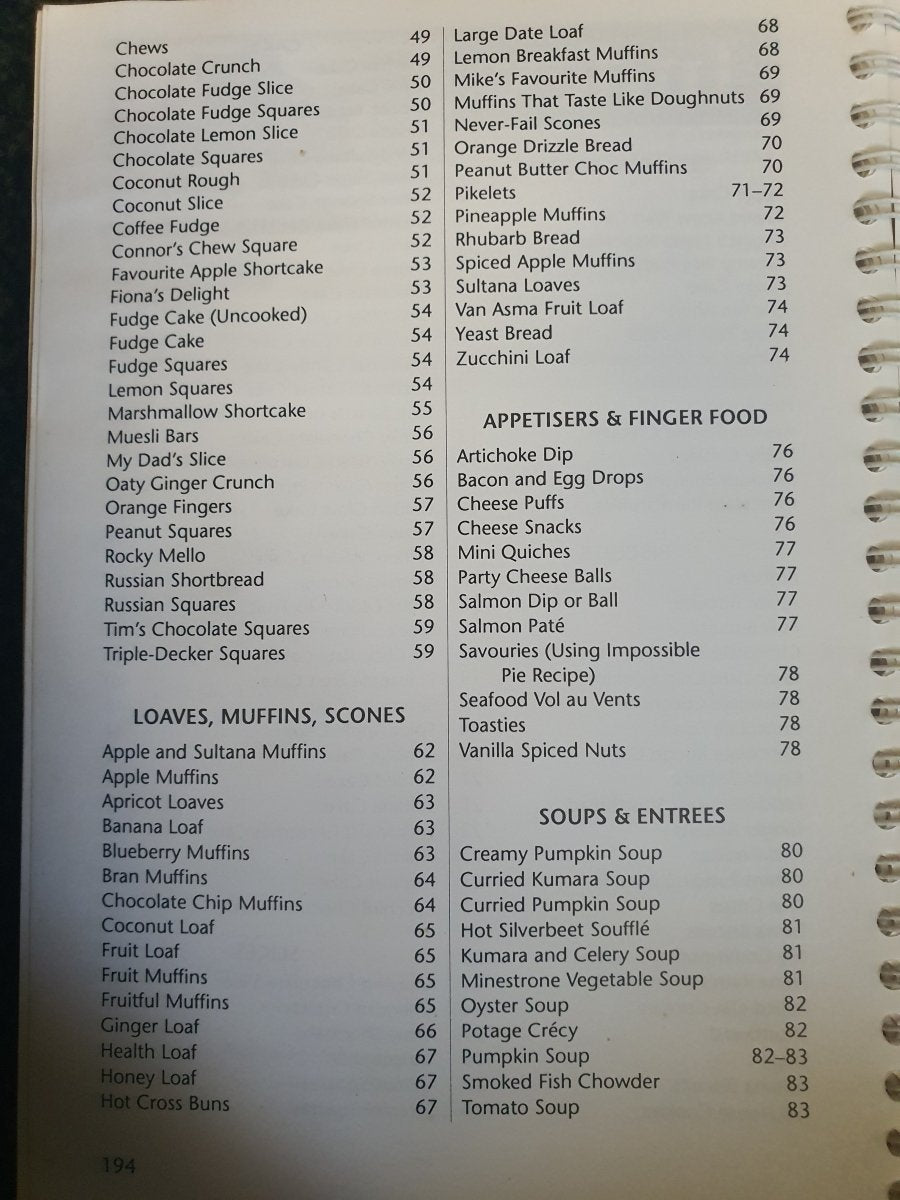 Chews 49
Chocolate Crunch 49
Chocolate Fudge Slice 50
Chocolate Fudge Squares 50
Chocolate Lemon Slice 51
Chocolate Squares 51
Coconut Rough 51
Coconut Slice 52
Coffee Fudge 52
Connor's Chew Square 52
Favourite Apple Shortcake 53
Fiona's Delight 53
Fudge Cake (Uncooked) 54
Fudge Cake 54
Fudge Squares 54
Lemon Squares 54
Marshmallow Shortcake 55
Muesli Bars 56
My Dad's Slice 56
Oaty Ginger Crunch 56
Orange Fingers 57
Peanut Squares 57
Rocky Mello 58
Russian Shortbread 58
Russian Squares 58
Tim's Chocolate Squares 59
Triple-Decker Squares 59
LOAVES, MUFFINS, SCONES
Apple and Sultana Muffins 62
Apple Muffins 62
Apricot Loaves 63
Banana Loaf 63
Blueberry Muffins 63
Bran Muffins 64
Chocolate Chip Muffins 64
Coconut Loaf 65
Fruit Loaf 65
Fruit Muffins 65
Fruitful Muffins 65
Ginger Loaf 66
Health Loaf 67
Honey Loaf 67
Hot Cross Buns 67
Large Date Loaf 68
Lemon Breakfast Muffins 68
Mike's Favourite Muffins 69
Muffins That Taste Like Doughnuts 69
Never-Fail Scones 69
Orange Drizzle Bread 70
Peanut Butter Choc Muffins 70
Pikelets 71–72
Pineapple Muffins 72
Rhubarb Bread 73
Spiced Apple Muffins 73
Sultana Loaves 73
Van Asma Fruit Loaf 74
Yeast Bread 74
Zucchini Loaf 74
APPETISERS & FINGER FOOD
Artichoke Dip 76
Bacon and Egg Drops 76
Cheese Puffs 76
Cheese Snacks 76
Mini Quiches 77
Party Cheese Balls 77
Salmon Dip or Ball 77
Salmon Paté 77
Savouries (Using Impossible
Pie Recipe) 78
Seafood Vol au Vents 78
Toasties 78
Vanilla Spiced Nuts 78
SOUPS & ENTREES
Creamy Pumpkin Soup 80
Curried Kumara Soup 80
Curried Pumpkin Soup 80
Hot Silverbeet Soufflé 81
Kumara and Celery Soup 81
Minestrone Vegetable Soup 81
Oyster Soup 82
Potage Crécy 82
Pumpkin Soup 82–83
Smoked Fish Chowder 83
Tomato Soup 83
194